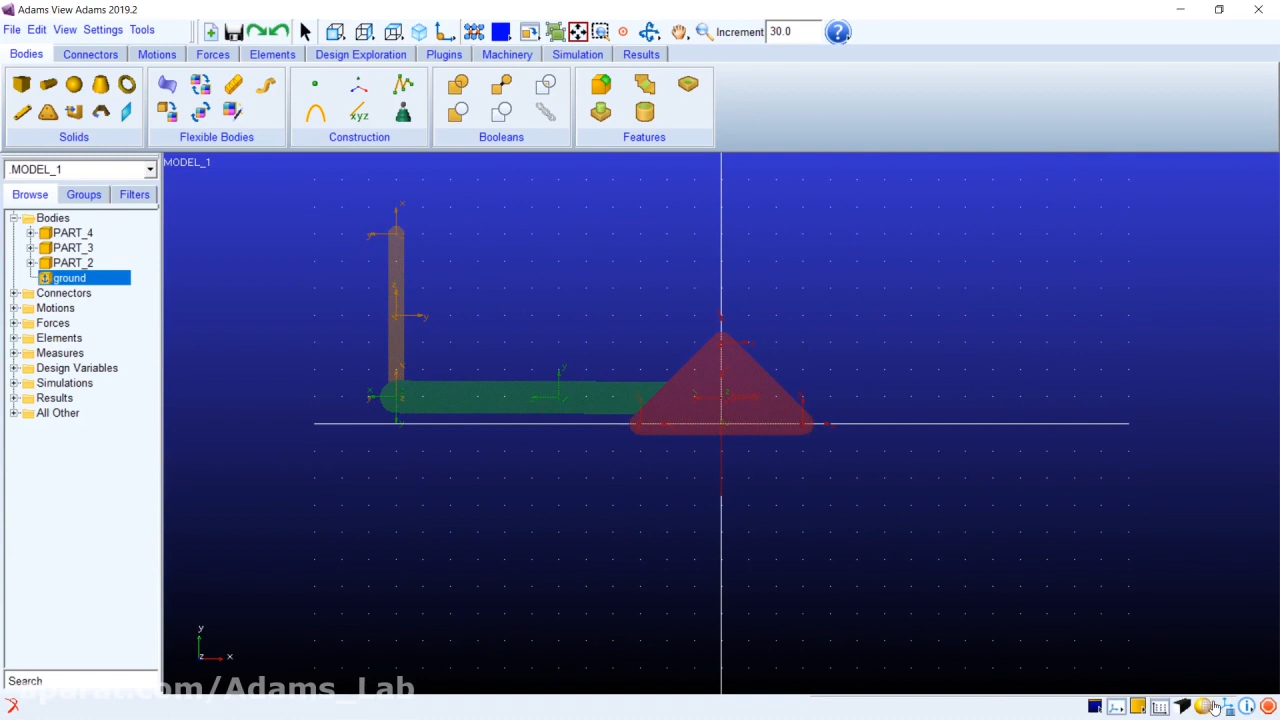 Adams View Adams 2019.2
File Edit View Settings Tools
Increment 30.0
Bodies Connectors Motions Forces Elements Design Exploration Plugins Machinery Simulation Results
xyz
Solids Flexible Bodies Construction Booleans Features
.MODEL_1
MODEL_1
Browse Groups Filters
Bodies
PART_4
PART_3
PART_2
ground
Connectors
Motions
Forces
Elements
Measures
Design Variables
Simulations
Results
All Other
x
y
z
y
y
x
z
y
y
z x
Search
aparat.com/Adams_Lab